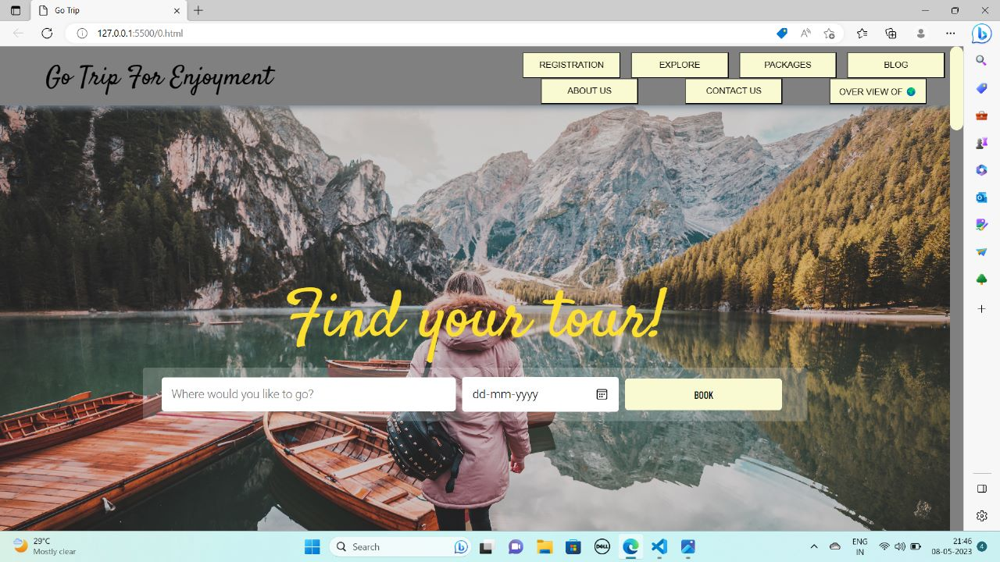 Go Trip
127.0.0.1:5500/0.html
Go Trip For Enjoyment
REGISTRATION
EXPLORE
PACKAGES
BLOG
ABOUT US
CONTACT US
OVER VIEW OF 🌍
Find your tour!
Where would you like to go?
dd-mm-yyyy
BOOK
29°C
Mostly clear
Search
DELL
ENG
IN
21:46
08-05-2023
4